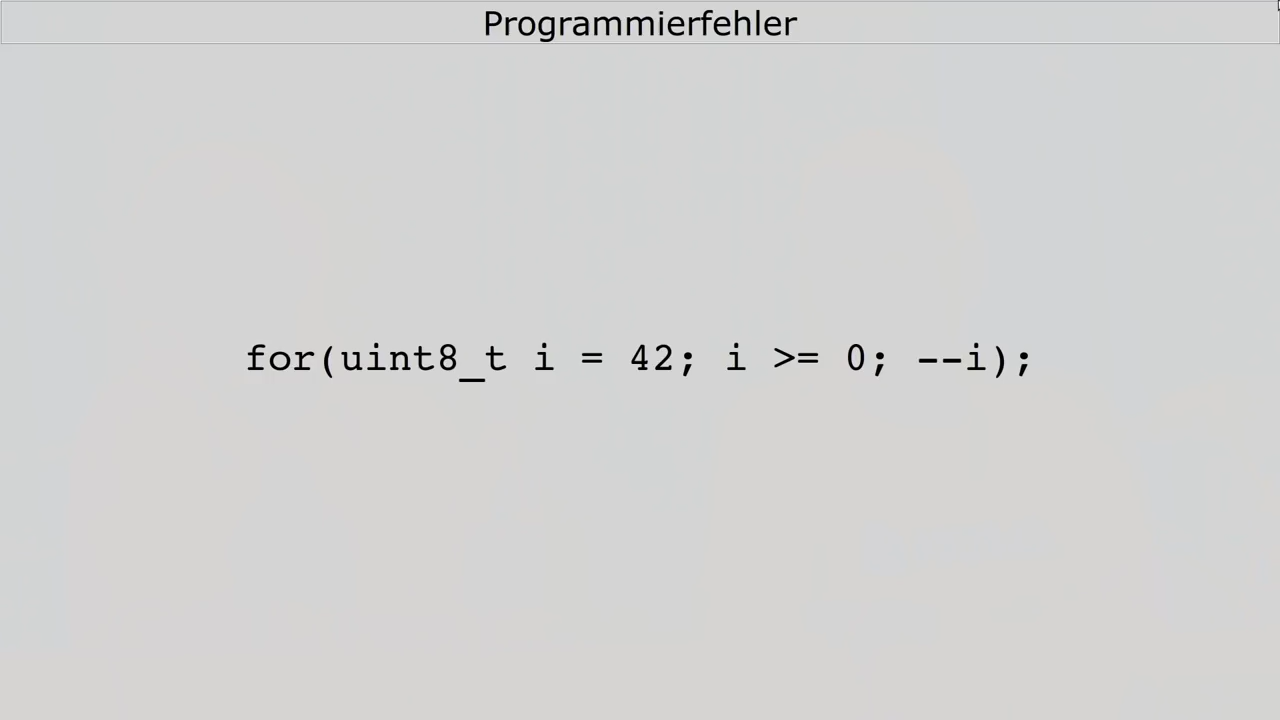 Programmierfehler
for(uint8_t i = 42; i >= 0; --i);